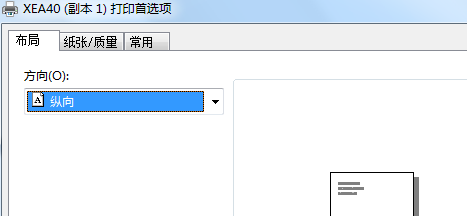 XEA40 (副本 1) 打印首选项
布局 纸张/质量 常用
方向(O):
纵向